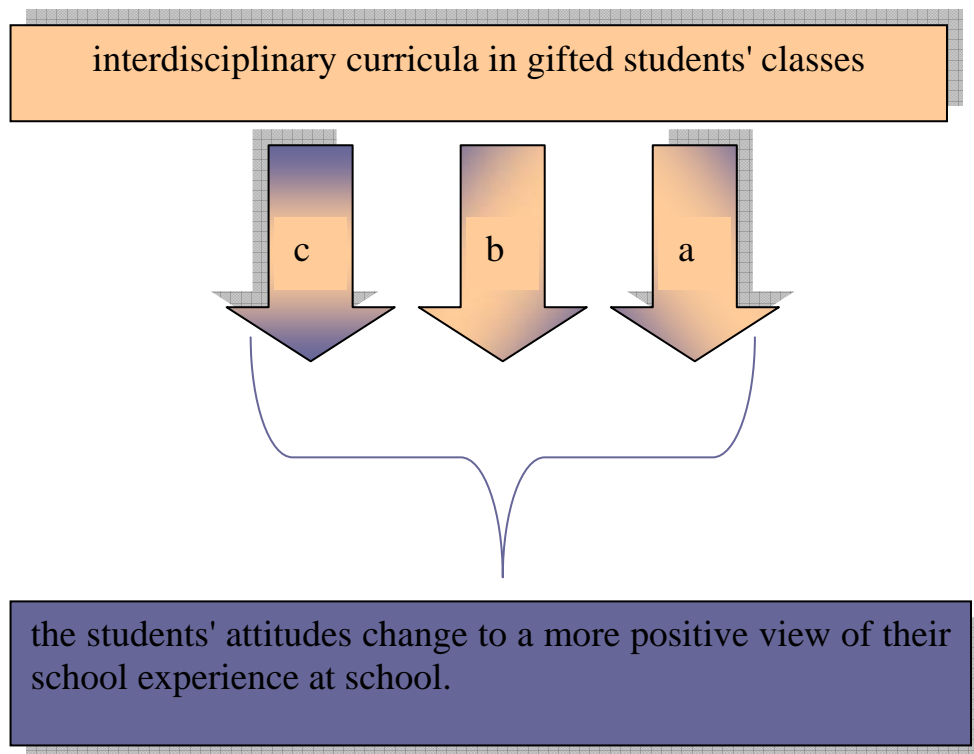 interdisciplinary curricula in gifted students' classes
c
b
a
the students' attitudes change to a more positive view of their
school experience at school.